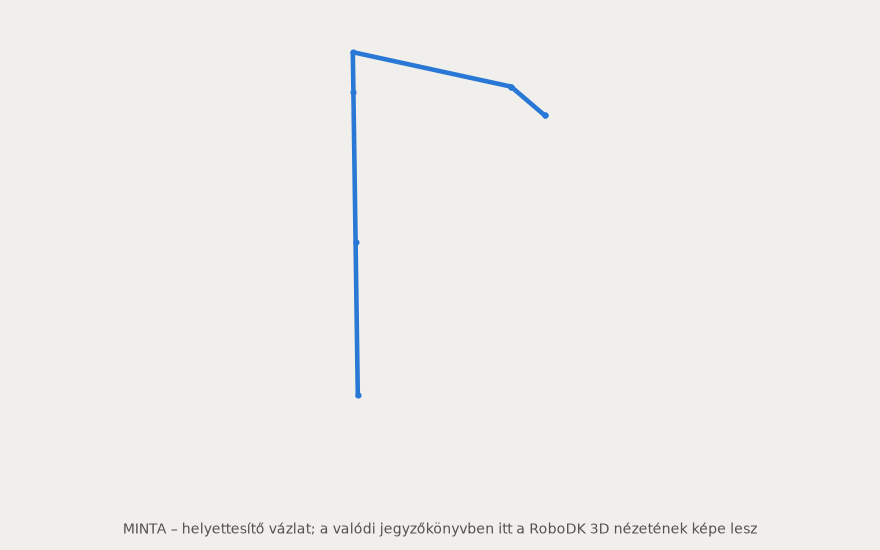 MINTA – helyettesítő vázlat; a valódi jegyzőkönyvben itt a RoboDK 3D nézetének képe lesz